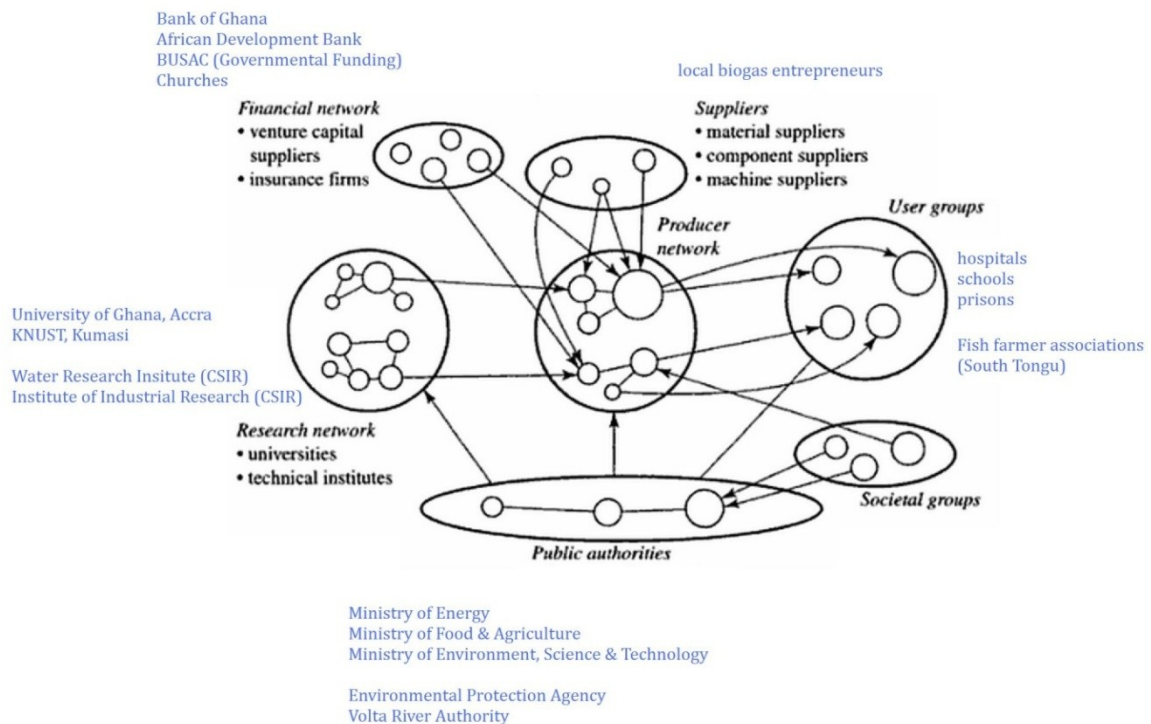 Bank of Ghana
African Development Bank
BUSAC (Governmental Funding)
Churches
local biogas entrepreneurs
Financial network
• venture capital
suppliers
• insurance firms
Suppliers
• material suppliers
• component suppliers
• machine suppliers
User groups
Producer
network
hospitals
schools
prisons
Fish farmer associations
(South Tongu)
University of Ghana, Accra
KNUST, Kumasi
Water Research Insitute (CSIR)
Institute of Industrial Research (CSIR)
Research network
• universities
• technical institutes
Societal groups
Public authorities
Ministry of Energy
Ministry of Food & Agriculture
Ministry of Environment, Science & Technology
Environmental Protection Agency
Volta River Authority